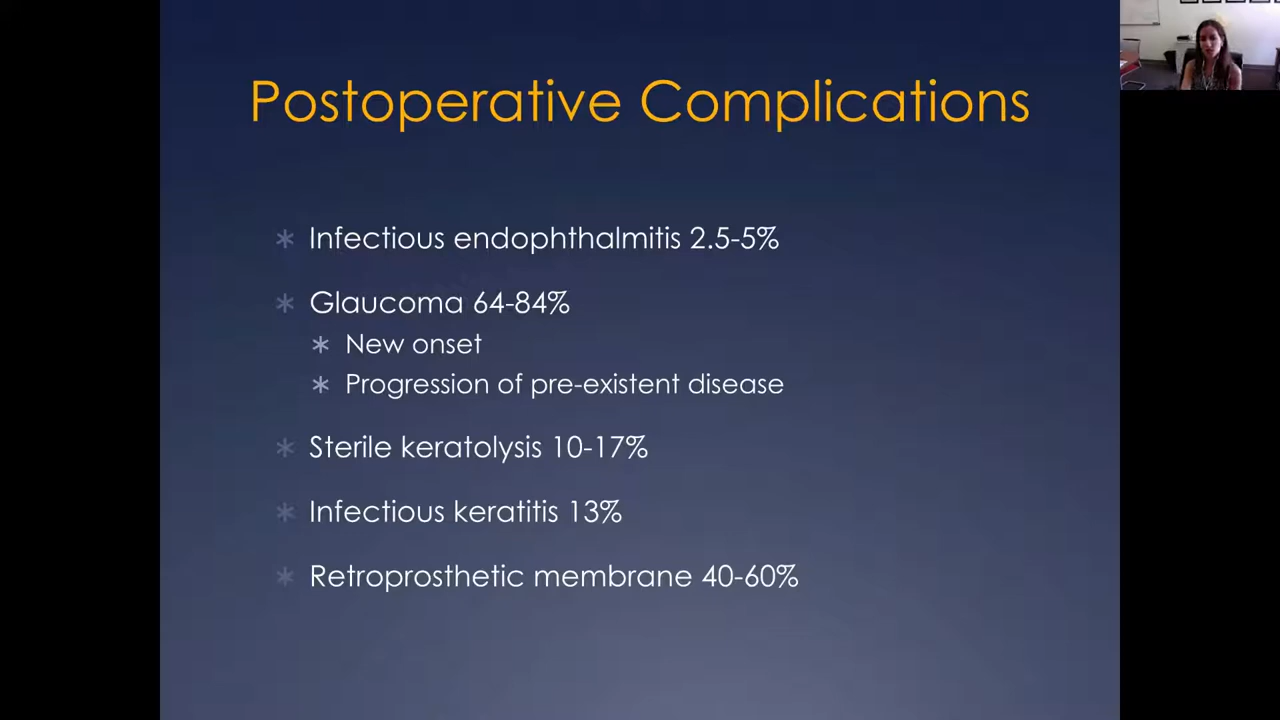 Postoperative Complications
Infectious endophthalmitis 2.5-5%
Glaucoma 64-84%
New onset
Progression of pre-existent disease
Sterile keratolysis 10-17%
Infectious keratitis 13%
Retroprosthetic membrane 40-60%